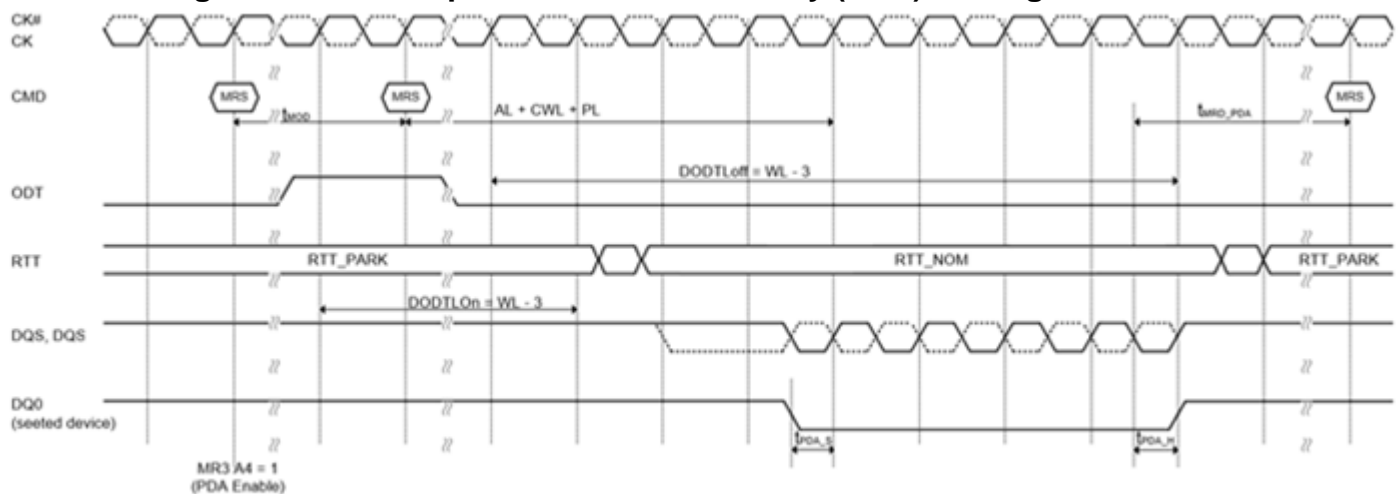 CK#
CK
CMD
MRS
MRS
MRS
tMOD
AL + CWL + PL
tMRD_PDA
ODT
DODTLoff = WL - 3
RTT
RTT_PARK
RTT_NOM
RTT_PARK
DODTLOn = WL - 3
DQS, DQS
DQ0
(seeted device)
tPDA_S
tPDA_H
MR3 A4 = 1
(PDA Enable)